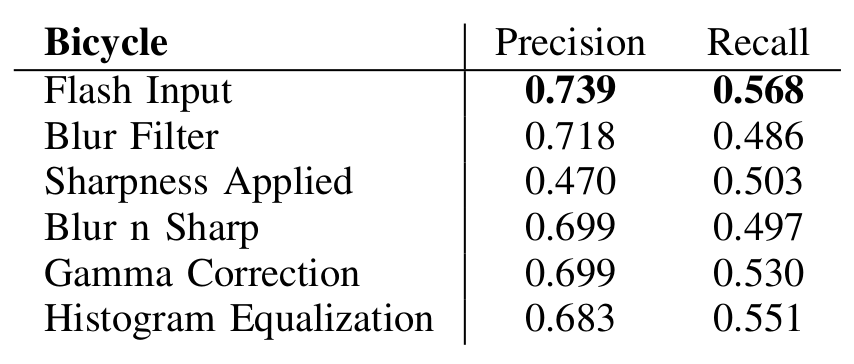 Bicycle Precision Recall
Flash Input 0.739 0.568
Blur Filter 0.718 0.486
Sharpness Applied 0.470 0.503
Blur n Sharp 0.699 0.497
Gamma Correction 0.699 0.530
Histogram Equalization 0.683 0.551